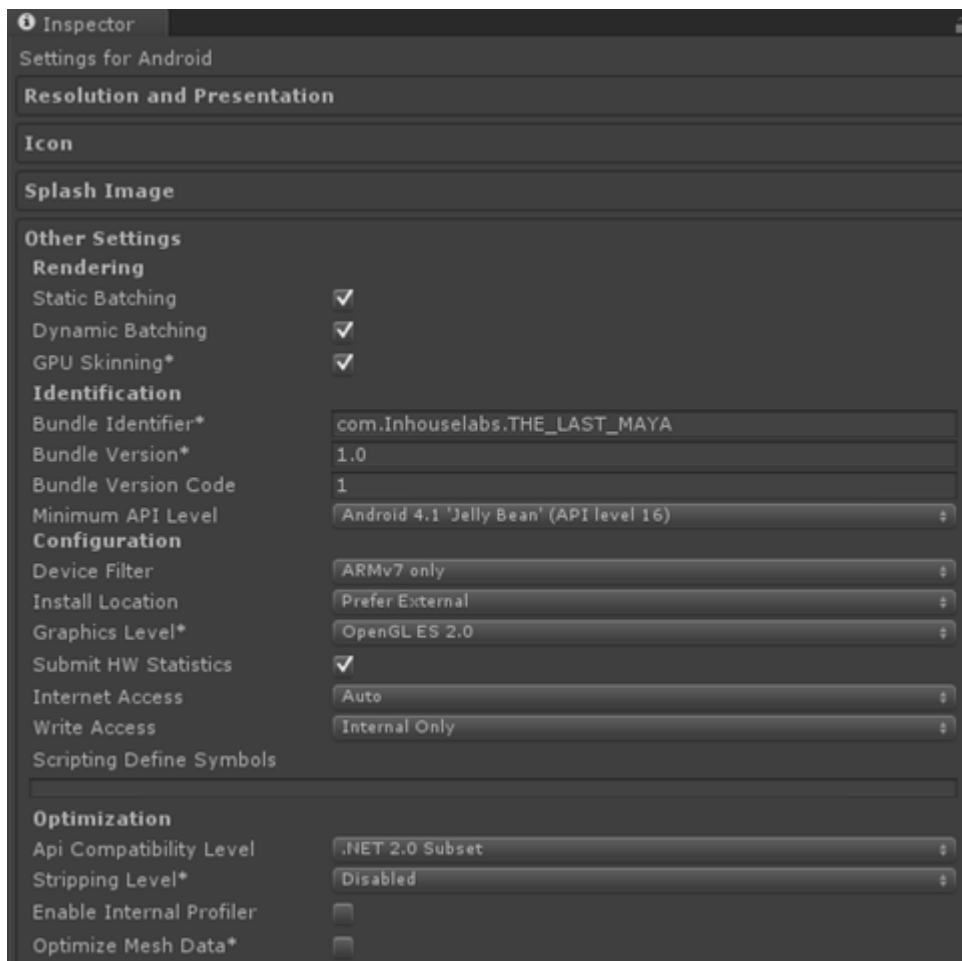 Inspector
Settings for Android
Resolution and Presentation
Icon
Splash Image
Other Settings
Rendering
Static Batching
Dynamic Batching
GPU Skinning*
Identification
Bundle Identifier* com.Inhouselabs.THE_LAST_MAYA
Bundle Version* 1.0
Bundle Version Code 1
Minimum API Level Android 4.1 'Jelly Bean' (API level 16)
Configuration
Device Filter ARMv7 only
Install Location Prefer External
Graphics Level* OpenGL ES 2.0
Submit HW Statistics
Internet Access Auto
Write Access Internal Only
Scripting Define Symbols
Optimization
Api Compatibility Level .NET 2.0 Subset
Stripping Level* Disabled
Enable Internal Profiler
Optimize Mesh Data*